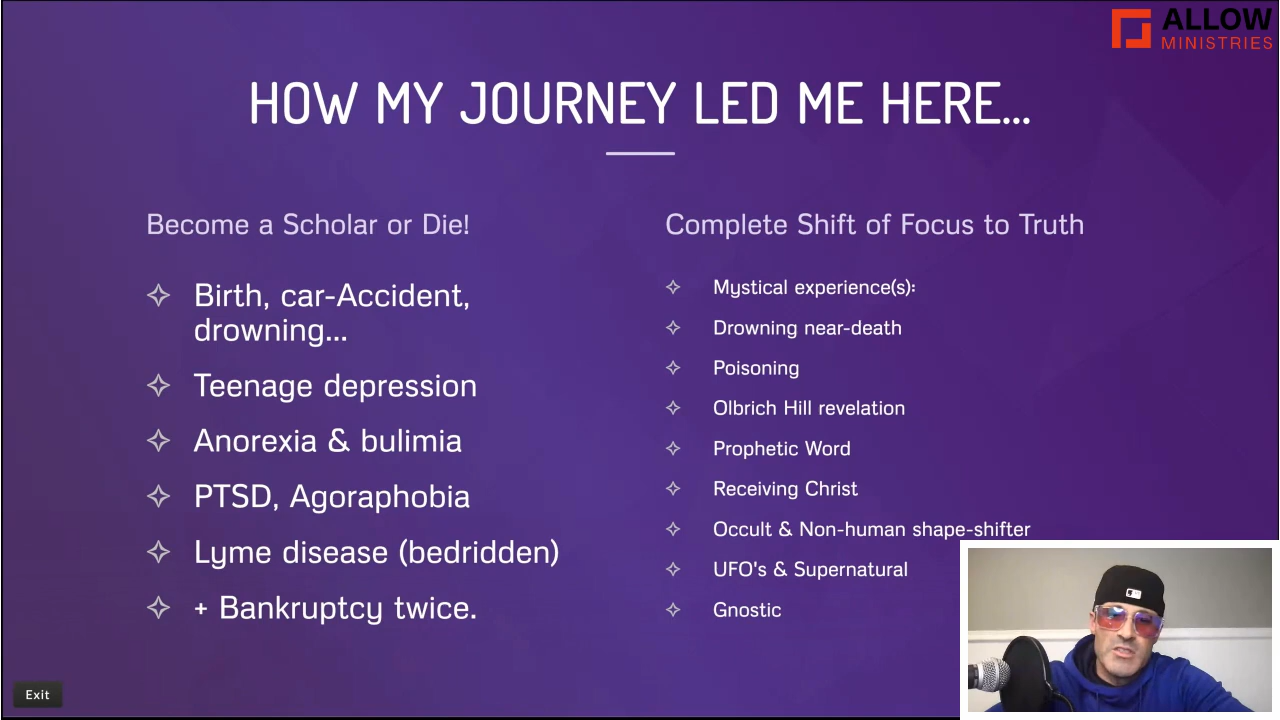 ALLOW
MINISTRIES
HOW MY JOURNEY LED ME HERE...
Become a Scholar or Die!
Birth, car-Accident,
drowning...
Teenage depression
Anorexia & bulimia
PTSD, Agoraphobia
Lyme disease (bedridden)
+ Bankruptcy twice.
Complete Shift of Focus to Truth
Mystical experience(s):
Drowning near-death
Poisoning
Olbrich Hill revelation
Prophetic Word
Receiving Christ
Occult & Non-human shape-shifter
UFO's & Supernatural
Gnostic
Exit